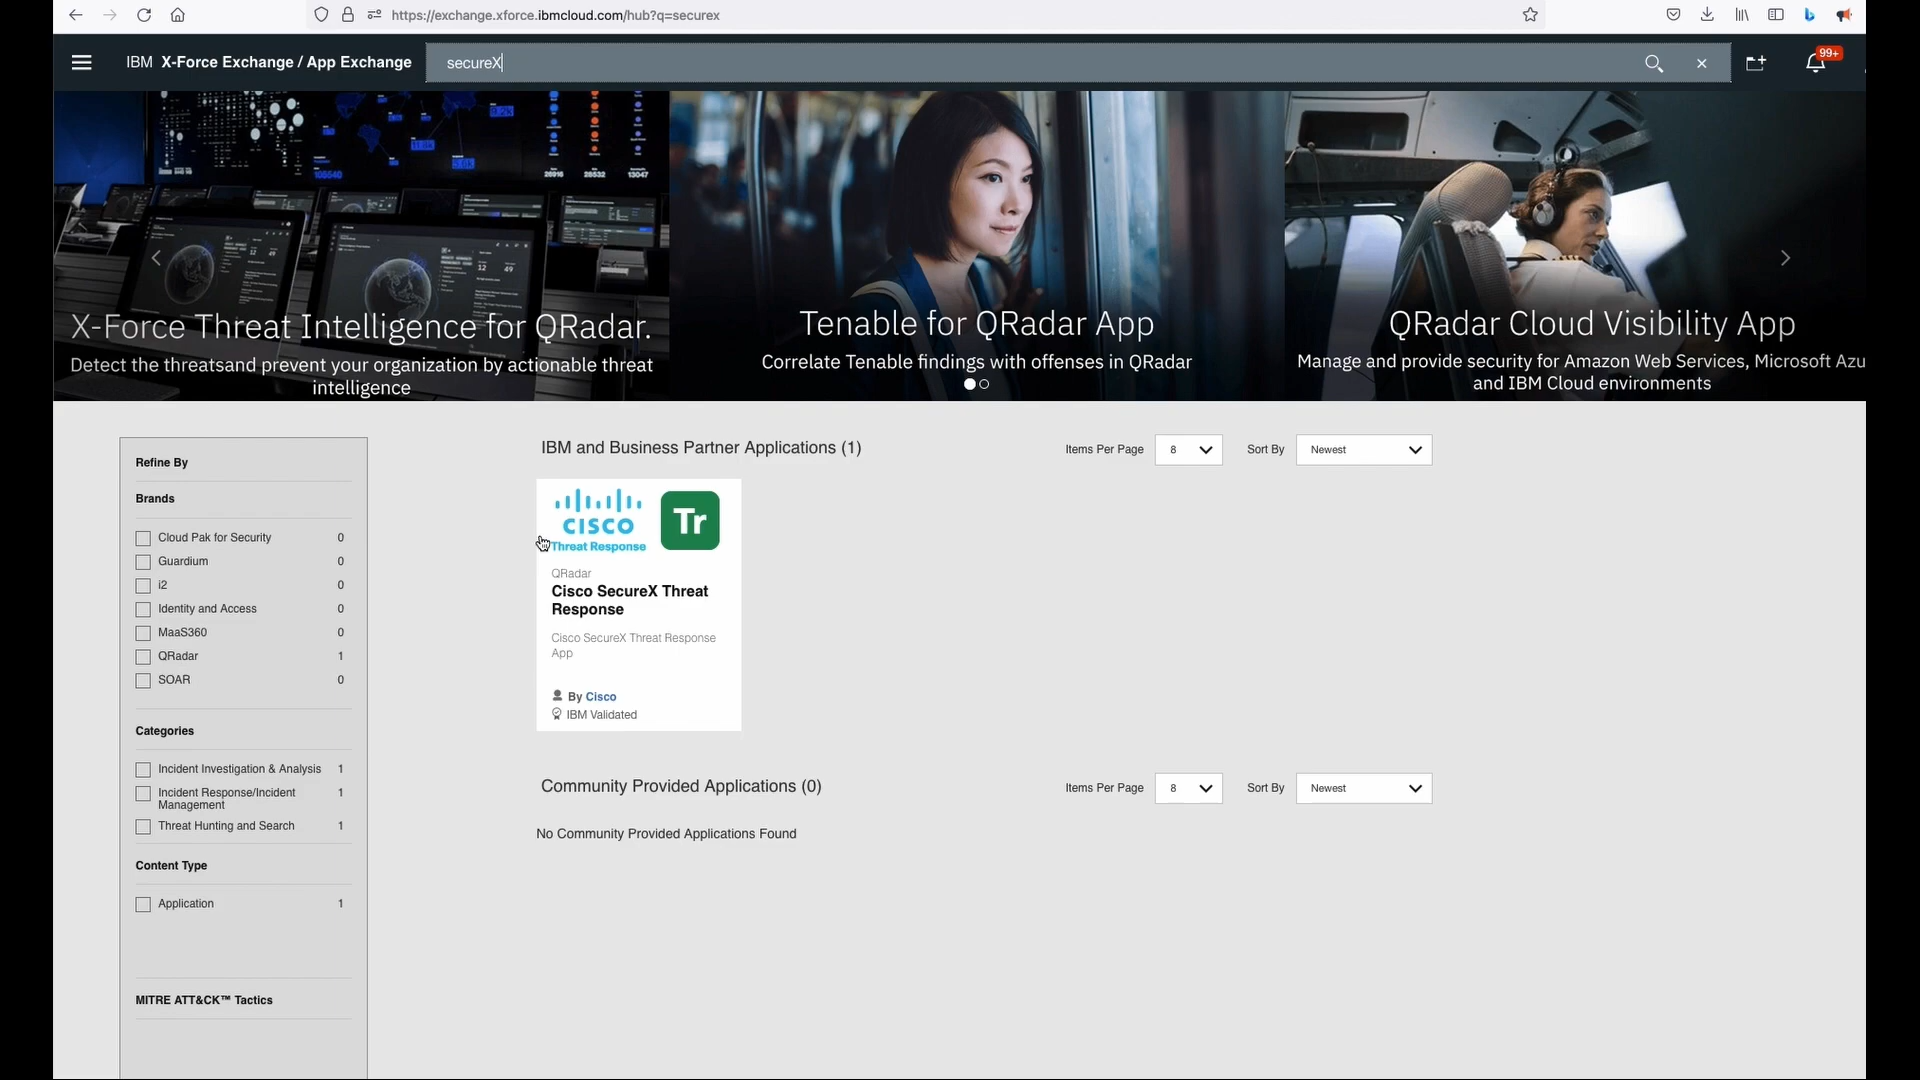 https://exchange.xforce.ibmcloud.com/hub?q=securex
IBM X-Force Exchange / App Exchange
secureX
99+
X-Force Threat Intelligence for QRadar.
Detect the threatsand prevent your organization by actionable threat
intelligence
Tenable for QRadar App
Correlate Tenable findings with offenses in QRadar
QRadar Cloud Visibility App
Manage and provide security for Amazon Web Services, Microsoft Azu
and IBM Cloud environments
Refine By
Brands
Cloud Pak for Security 0
Guardium 0
i2 0
Identity and Access 0
MaaS360 0
QRadar 1
SOAR 0
Categories
Incident Investigation & Analysis 1
Incident Response/Incident 1
Management
Threat Hunting and Search 1
Content Type
Application 1
MITRE ATT&CK™ Tactics
IBM and Business Partner Applications (1)
Items Per Page 8 Sort By Newest
CISCO
Threat Response
Tr
QRadar
Cisco SecureX Threat
Response
Cisco SecureX Threat Response
App
By Cisco
IBM Validated
Community Provided Applications (0)
Items Per Page 8 Sort By Newest
No Community Provided Applications Found